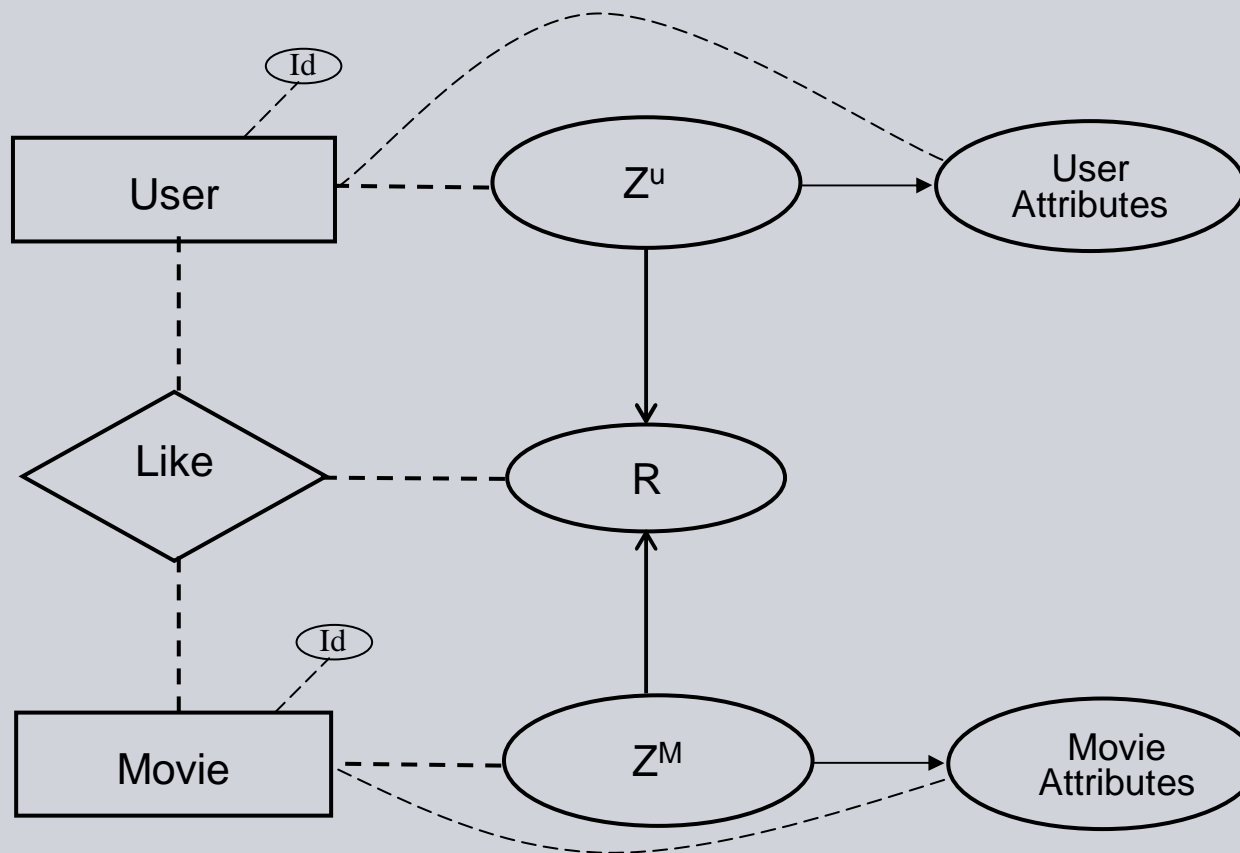 Id
User
Zᵘ
User
Attributes
Like
R
Id
Movie
Zᴹ
Movie
Attributes